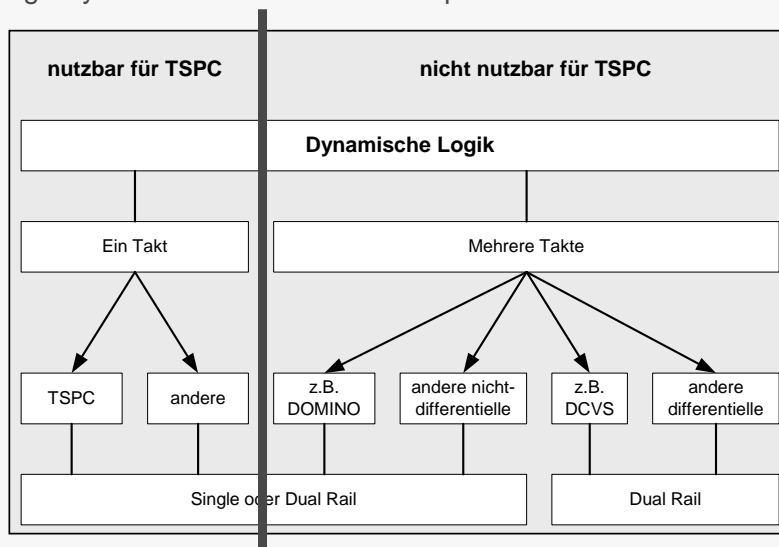 nutzbar für TSPC
nicht nutzbar für TSPC
Dynamische Logik
Ein Takt
Mehrere Takte
TSPC
andere
z.B.
DOMINO
andere nicht-
differentielle
z.B.
DCVS
andere
differentielle
Single oder Dual Rail
Dual Rail